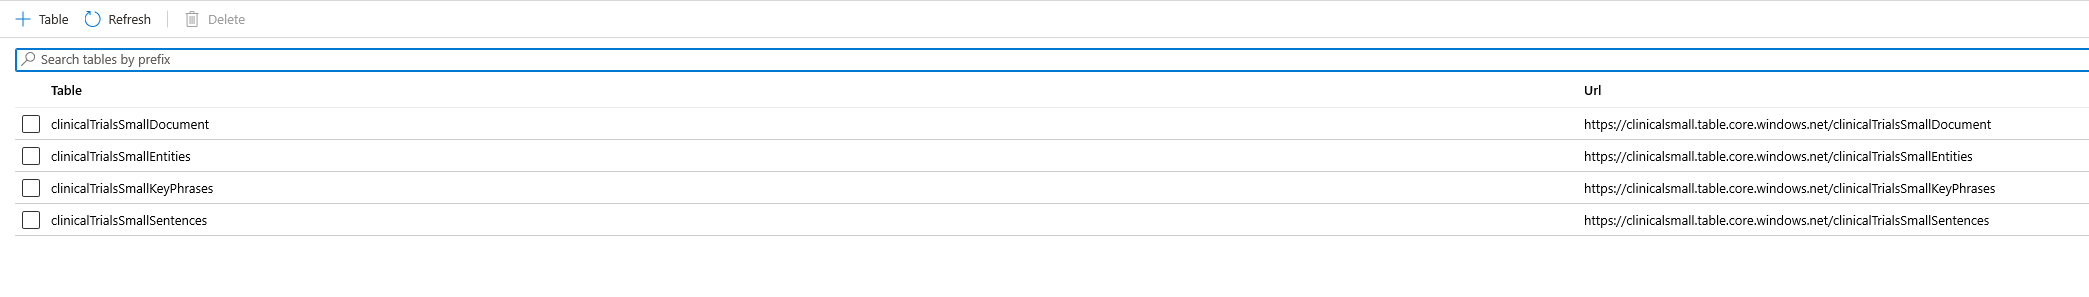 Table Refresh Delete
Search tables by prefix
Table Url
clinicalTrialsSmallDocument https://clinicalsmall.table.core.windows.net/clinicalTrialsSmallDocument
clinicalTrialsSmallEntities https://clinicalsmall.table.core.windows.net/clinicalTrialsSmallEntities
clinicalTrialsSmallKeyPhrases https://clinicalsmall.table.core.windows.net/clinicalTrialsSmallKeyPhrases
clinicalTrialsSmallSentences https://clinicalsmall.table.core.windows.net/clinicalTrialsSmallSentences